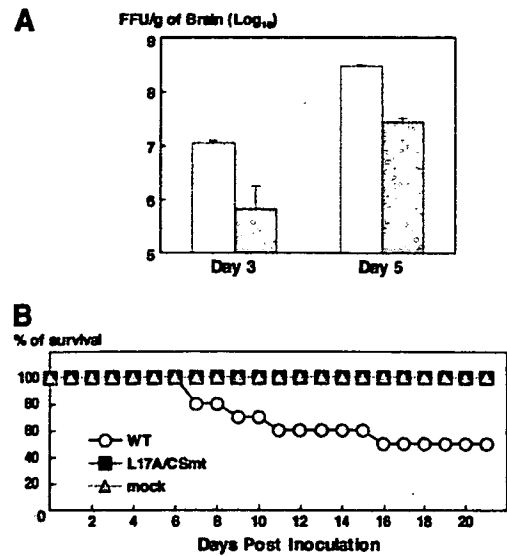 A
FFU/g of Brain (Log₁₀)
9
8
7
6
5
Day 3
Day 5
B
% of survival
100
80
60
40
20
0
WT
L17A/CSmt
mock
2 4 6 8 10 12 14 16 18 20
Days Post Inoculation